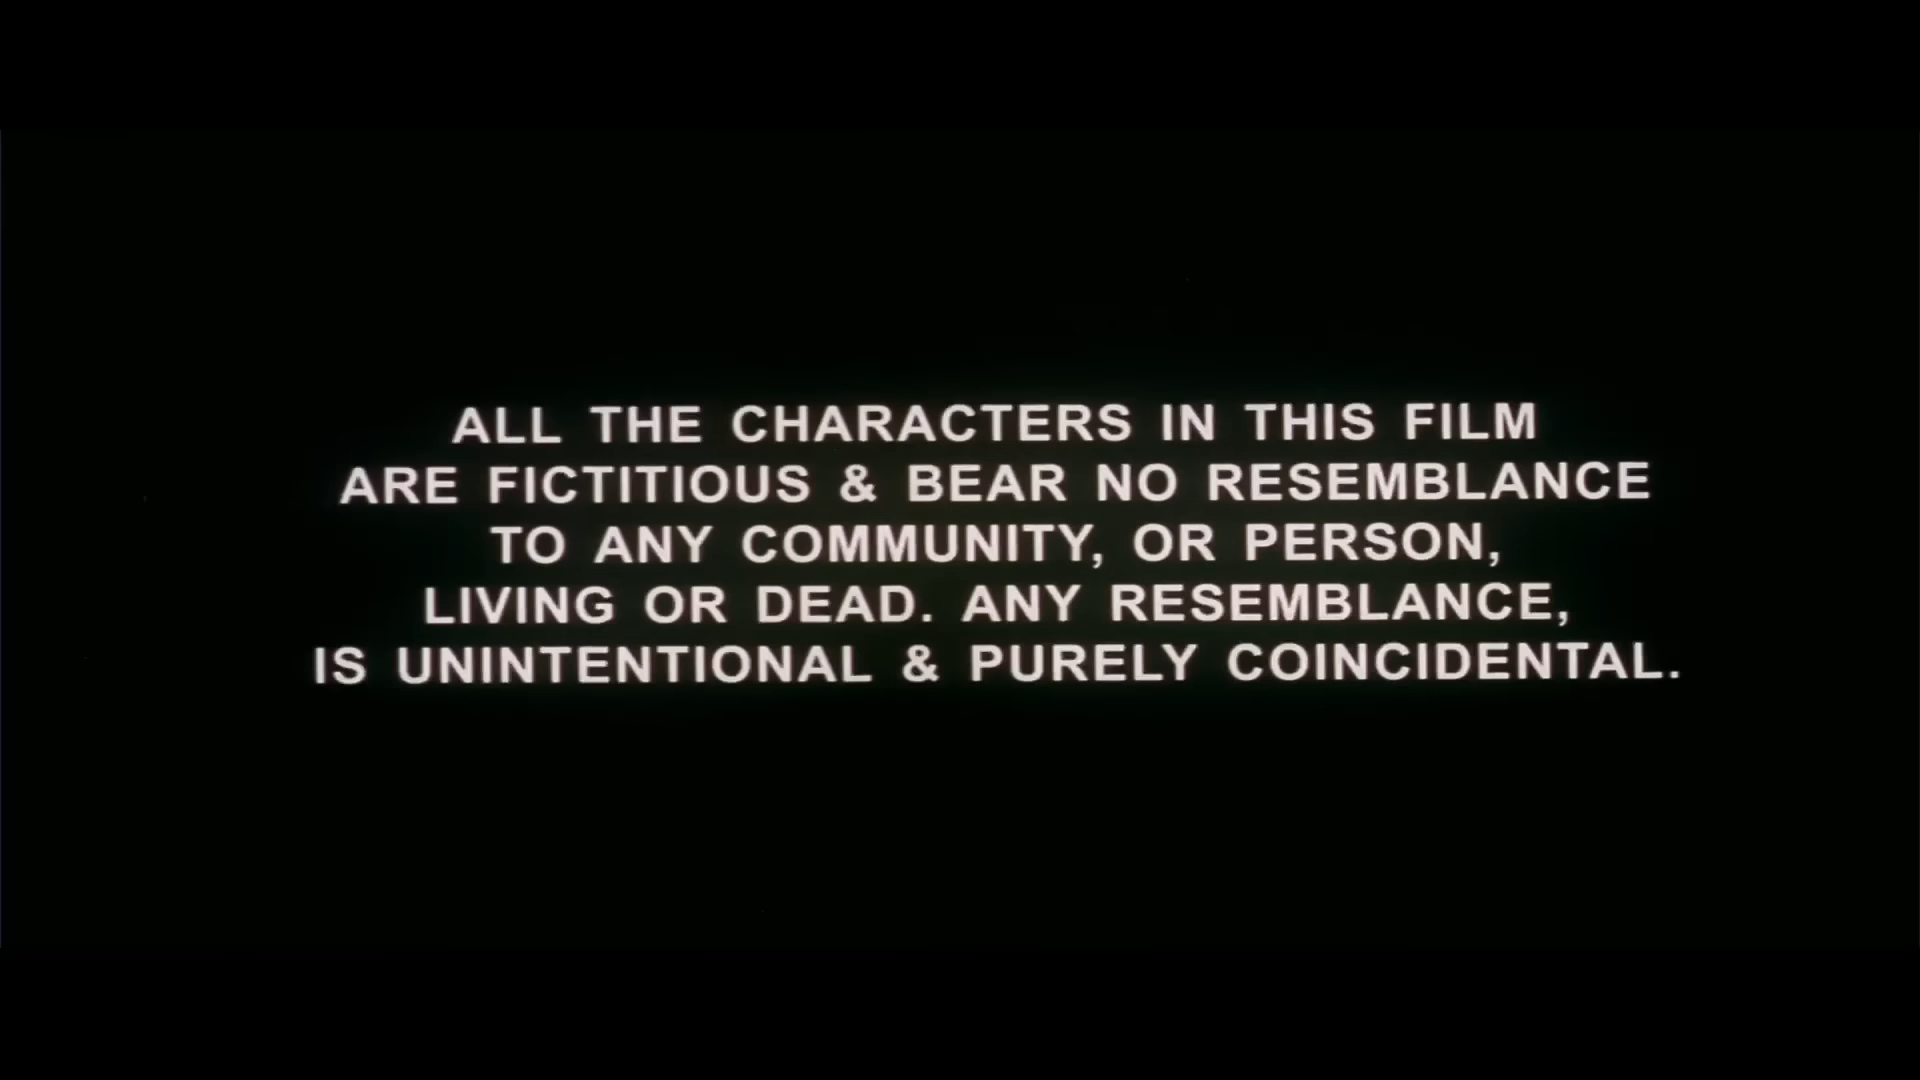 ALL THE CHARACTERS IN THIS FILM
ARE FICTITIOUS & BEAR NO RESEMBLANCE
TO ANY COMMUNITY, OR PERSON,
LIVING OR DEAD. ANY RESEMBLANCE,
IS UNINTENTIONAL & PURELY COINCIDENTAL.